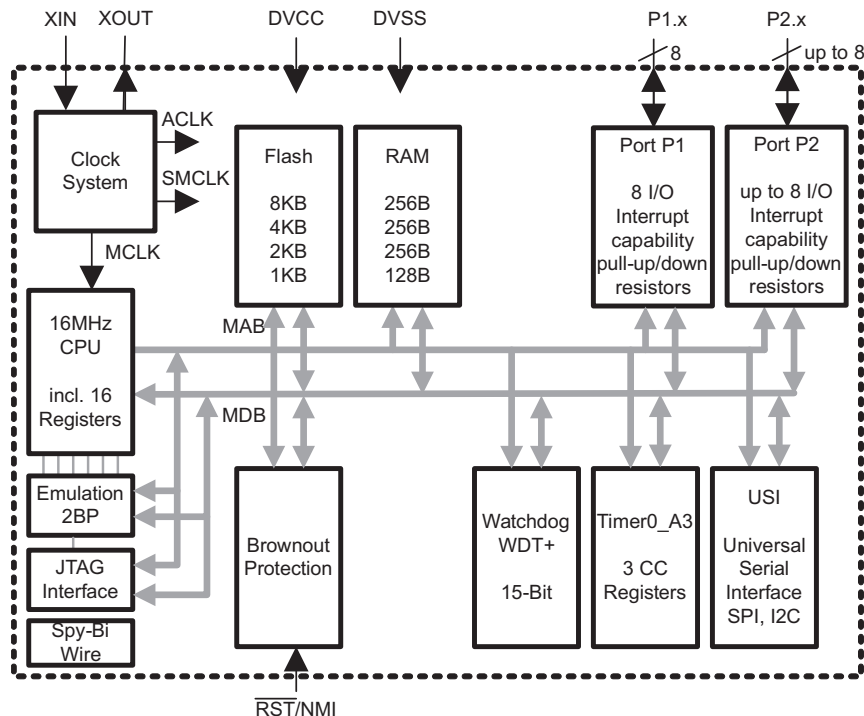 XIN XOUT DVCC DVSS P1.x P2.x
8 up to 8
Clock
System
ACLK
SMCLK
MCLK
Flash
8KB
4KB
2KB
1KB
RAM
256B
256B
256B
128B
Port P1
8 I/O
Interrupt
capability
pull-up/down
resistors
Port P2
up to 8 I/O
Interrupt
capability
pull-up/down
resistors
16MHz
CPU
incl. 16
Registers
MAB
MDB
Emulation
2BP
JTAG
Interface
Spy-Bi
Wire
Brownout
Protection
Watchdog
WDT+
15-Bit
Timer0_A3
3 CC
Registers
USI
Universal
Serial
Interface
SPI, I2C
RST/NMI